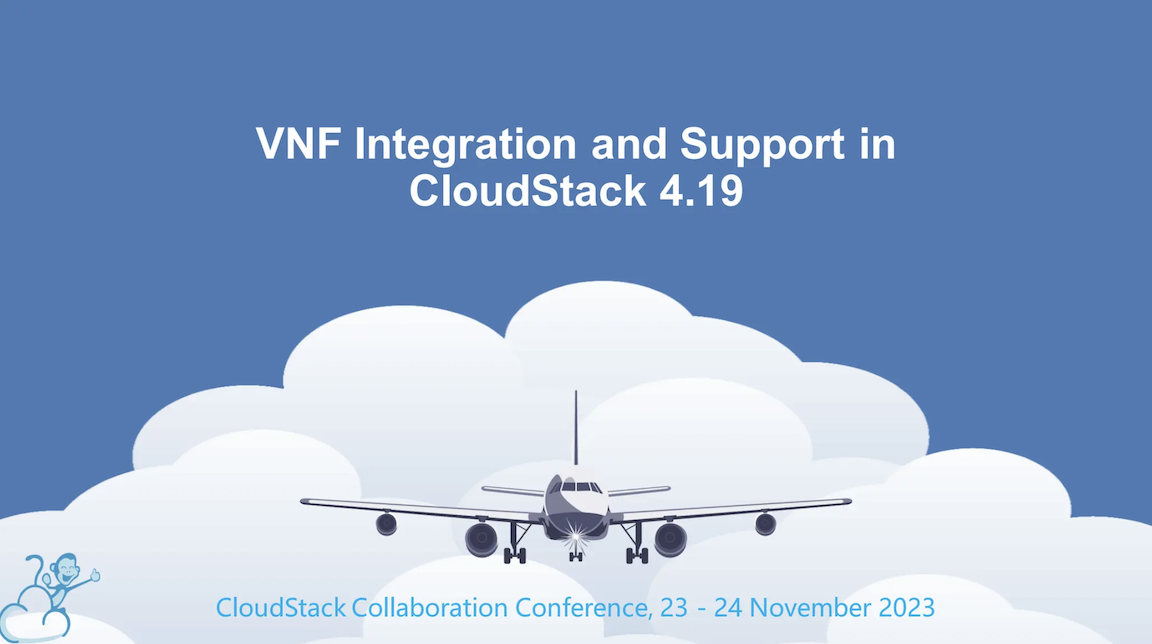 VNF Integration and Support in
CloudStack 4.19
CloudStack Collaboration Conference, 23 - 24 November 2023